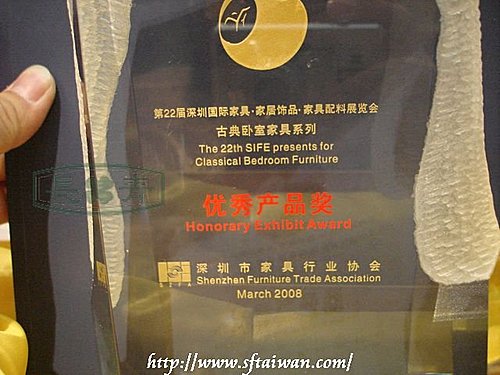 第22届深圳国际家具·家居饰品·家具配料展览会
古典卧室家具系列
The 22th SIFE presents for
Classical Bedroom Furniture
优秀产品奖
Honorary Exhibit Award
深圳市家具行业协会
SFTA Shenzhen Furniture Trade Association
March 2008
http://www.sftaiwan.com/